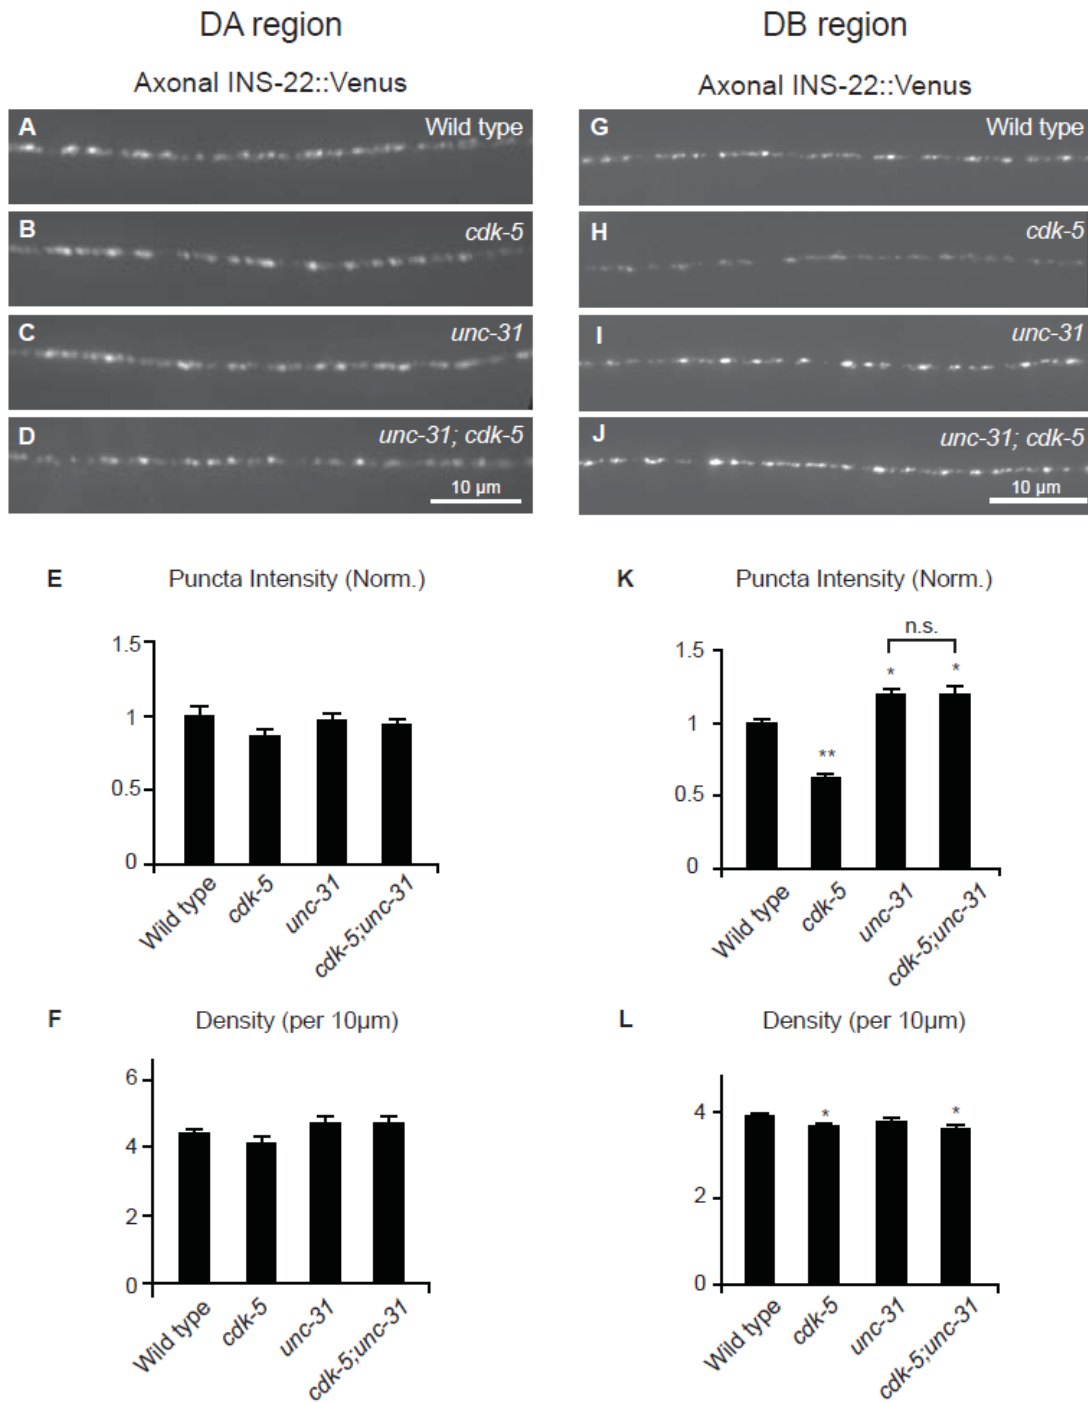 DA region
Axonal INS-22::Venus
A Wild type
B cdk-5
C unc-31
D unc-31; cdk-5
10 µm
E Puncta Intensity (Norm.)
1.5
1
0.5
0
Wild type
cdk-5
unc-31
cdk-5;unc-31
F Density (per 10µm)
6
4
2
0
Wild type
cdk-5
unc-31
cdk-5;unc-31
DB region
Axonal INS-22::Venus
G Wild type
H cdk-5
I unc-31
J unc-31; cdk-5
10 µm
K Puncta Intensity (Norm.)
n.s.
1.5
* *
1
**
0.5
0
Wild type
cdk-5
unc-31
cdk-5;unc-31
L Density (per 10µm)
4
* *
2
0
Wild type
cdk-5
unc-31
cdk-5;unc-31